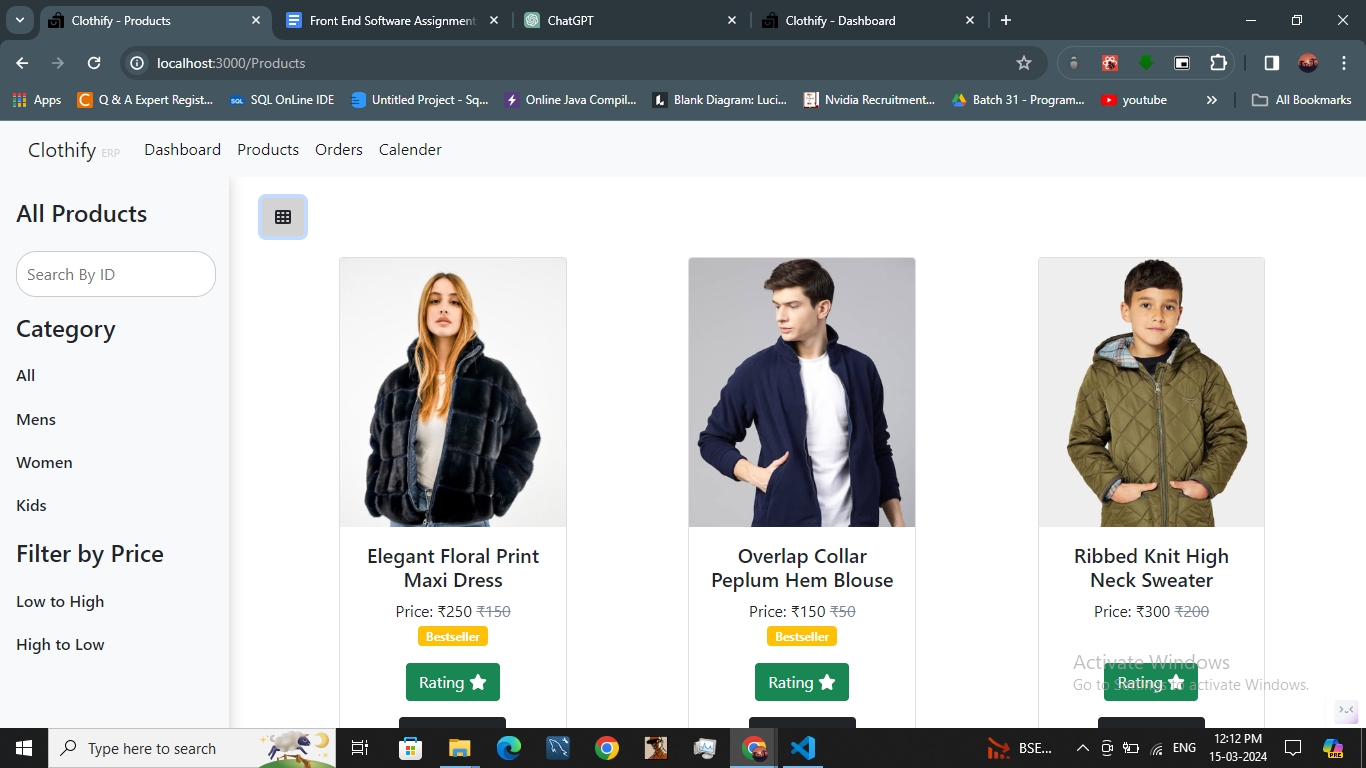 Clothify - Products
Front End Software Assignment
ChatGPT
Clothify - Dashboard
localhost:3000/Products
Apps
Q & A Expert Regist...
SQL OnLine IDE
Untitled Project - Sq...
Online Java Compil...
Blank Diagram: Luci...
Nvidia Recruitment...
Batch 31 - Program...
youtube
All Bookmarks
Clothify ERP
Dashboard
Products
Orders
Calender
All Products
Search By ID
Category
All
Mens
Women
Kids
Filter by Price
Low to High
High to Low
Elegant Floral Print
Maxi Dress
Price: ₹250 ₹150
Bestseller
Rating
Overlap Collar
Peplum Hem Blouse
Price: ₹150 ₹50
Bestseller
Rating
Ribbed Knit High
Neck Sweater
Price: ₹300 ₹200
Rating
Activate Windows
Go to Settings to activate Windows.
Type here to search
BSE...
ENG
12:12 PM
15-03-2024